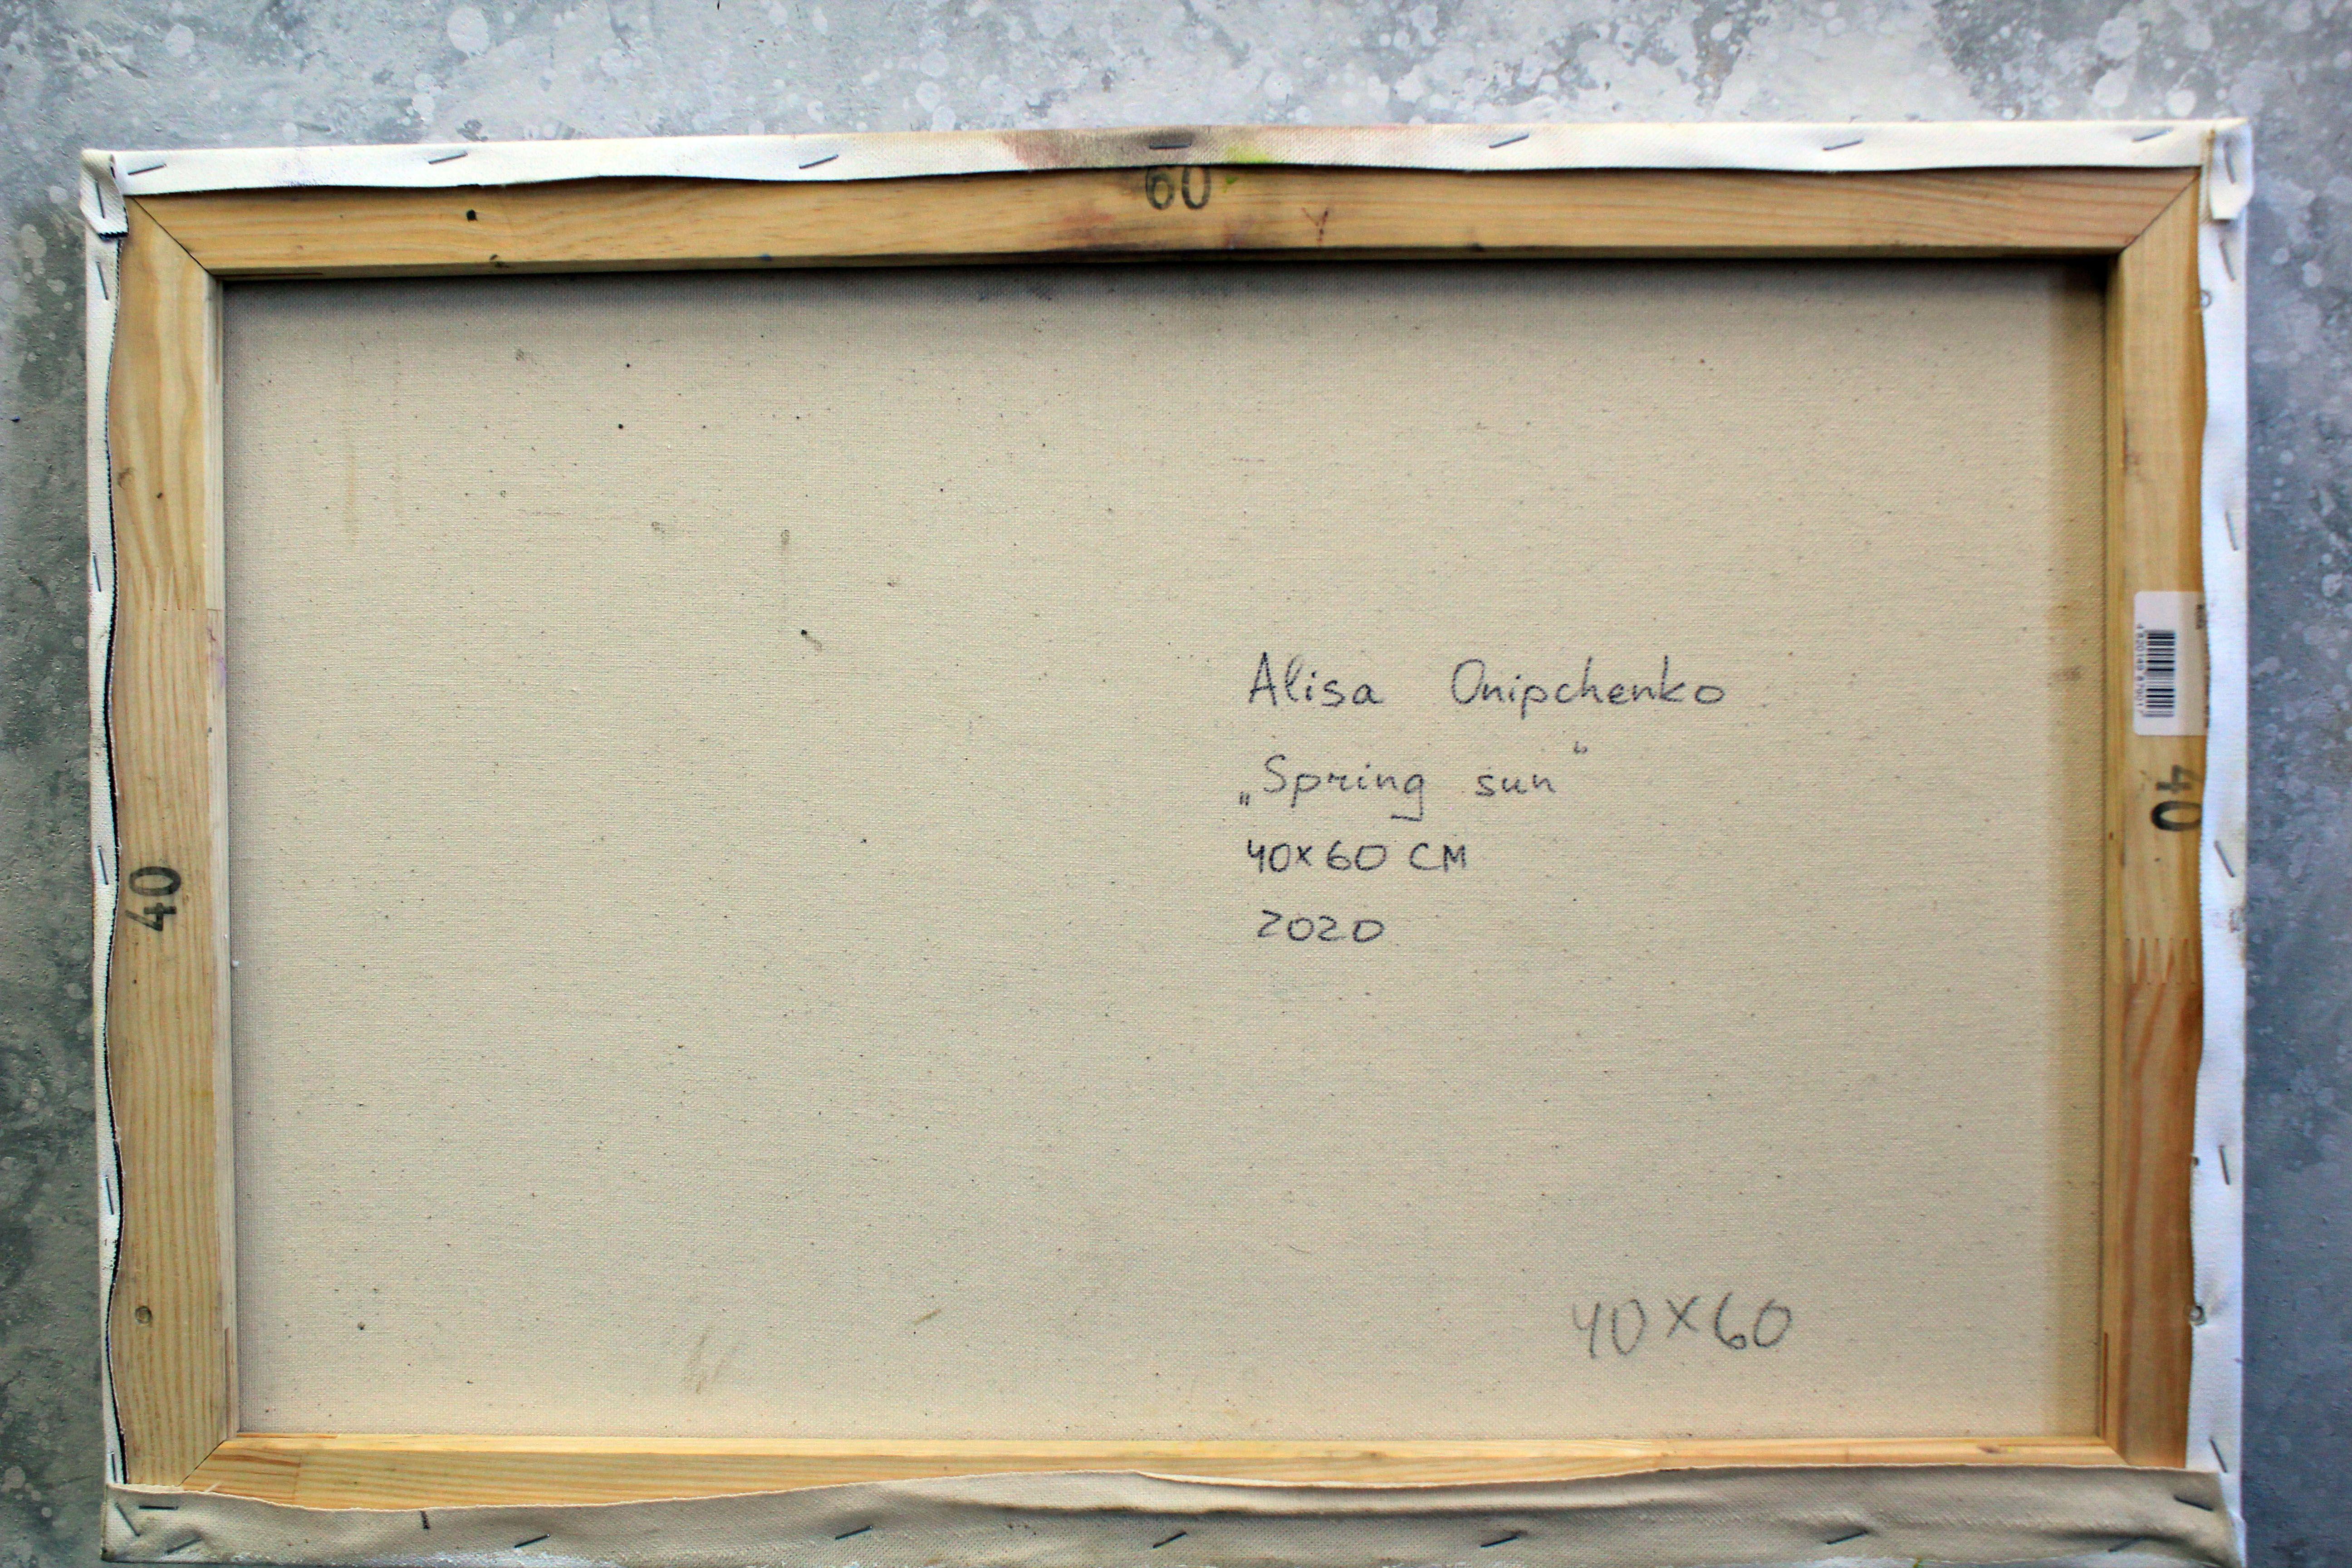 60
Alisa Onipchenko
„Spring sun“
40x60 CM
2020
40
40
40x60